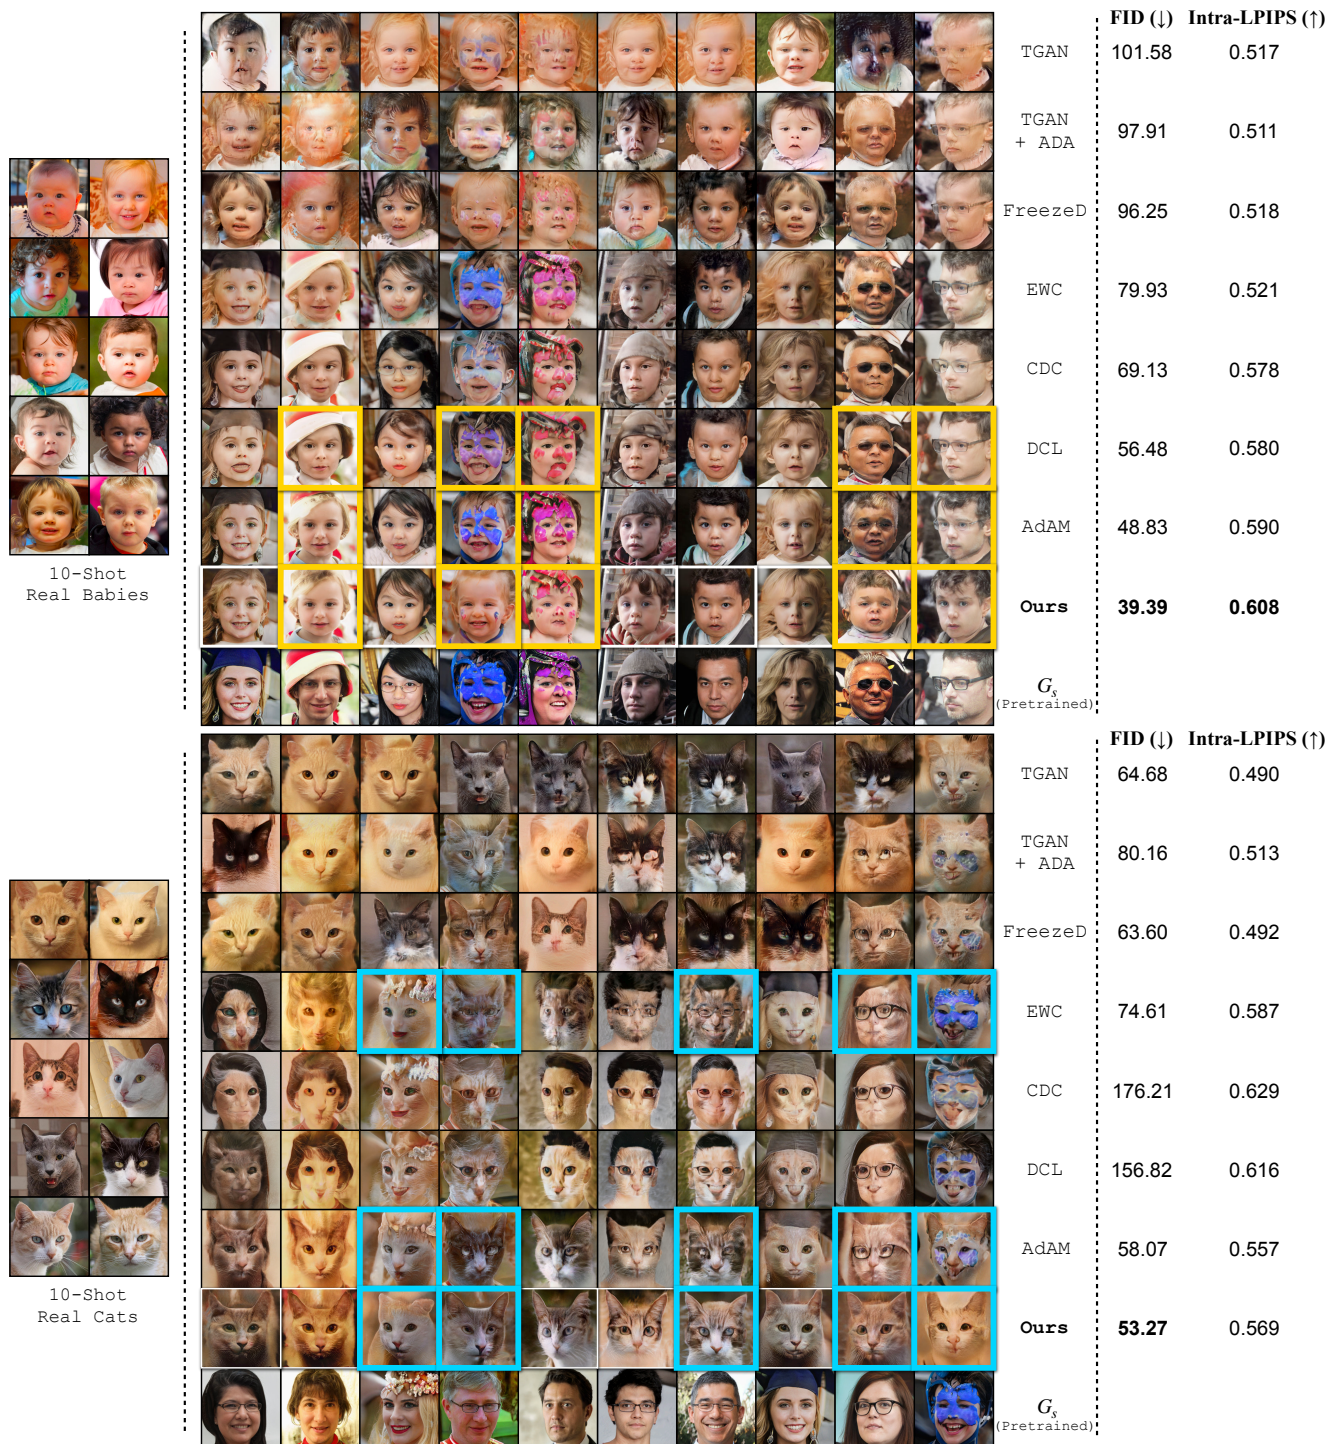 FID (↓) Intra-LPIPS (↑)
TGAN 101.58 0.517
TGAN
+ ADA 97.91 0.511
FreezeD 96.25 0.518
EWC 79.93 0.521
CDC 69.13 0.578
DCL 56.48 0.580
AdAM 48.83 0.590
Ours 39.39 0.608
10-Shot
Real Babies
G_s
(Pretrained)
FID (↓) Intra-LPIPS (↑)
TGAN 64.68 0.490
TGAN
+ ADA 80.16 0.513
FreezeD 63.60 0.492
EWC 74.61 0.587
CDC 176.21 0.629
DCL 156.82 0.616
AdAM 58.07 0.557
Ours 53.27 0.569
10-Shot
Real Cats
G_s
(Pretrained)